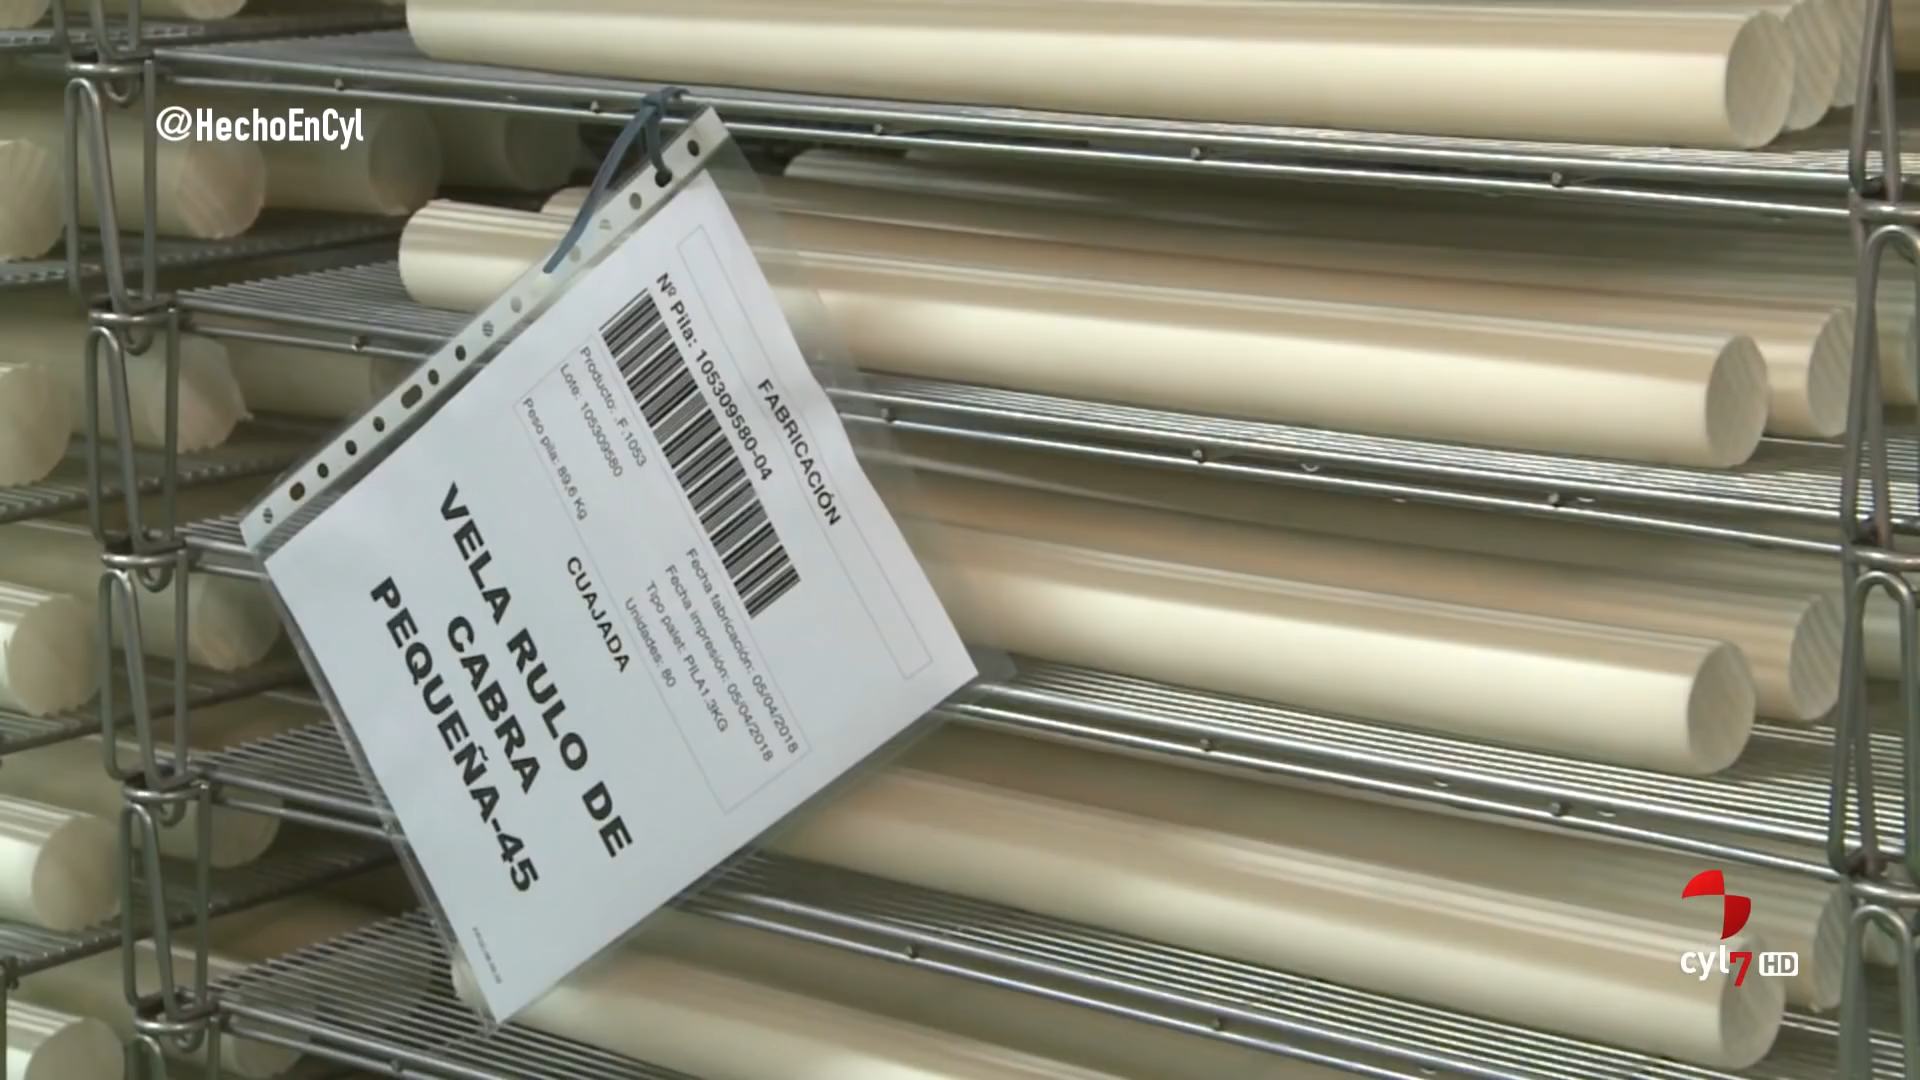 @HechoEnCyl
FABRICACIÓN
Nº Pila: 105309580-04
Producto: .F.1053
Lote: 105309580
Peso pila: 89,6 Kg
Fecha fabricación: 05/04/2018
Fecha impresión: 05/04/2018
Tipo palet: PILA1.3KG
Unidades: 80
CUAJADA
VELA RULO DE
CABRA
PEQUEÑA-45
cyl7 HD